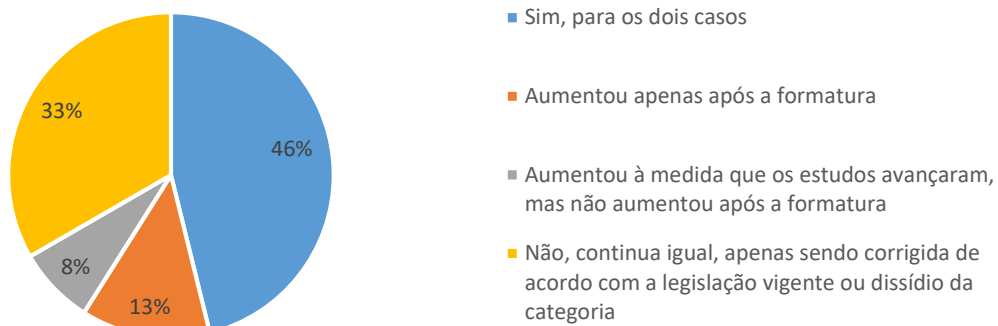 33%
46%
8%
13%
Sim, para os dois casos
Aumentou apenas após a formatura
Aumentou à medida que os estudos avançaram,
mas não aumentou após a formatura
Não, continua igual, apenas sendo corrigida de
acordo com a legislação vigente ou dissídio da
categoria